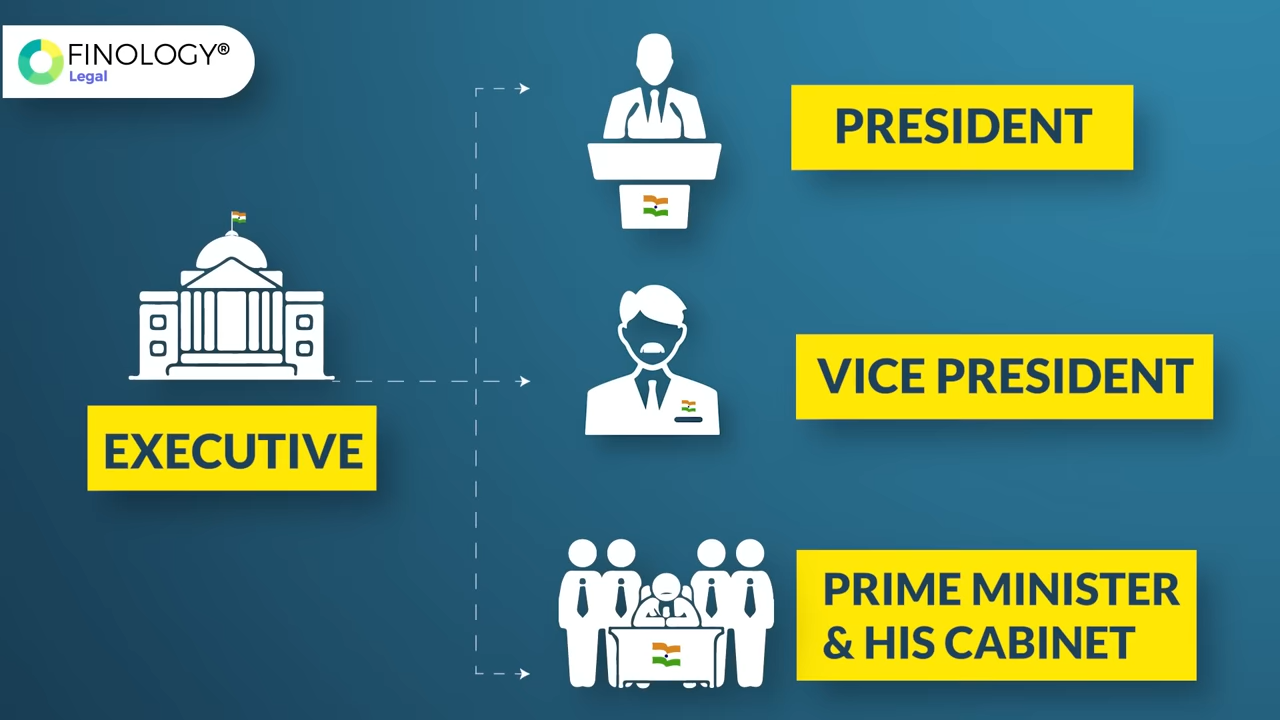 FINOLOGY®
Legal
PRESIDENT
VICE PRESIDENT
EXECUTIVE
PRIME MINISTER
& HIS CABINET